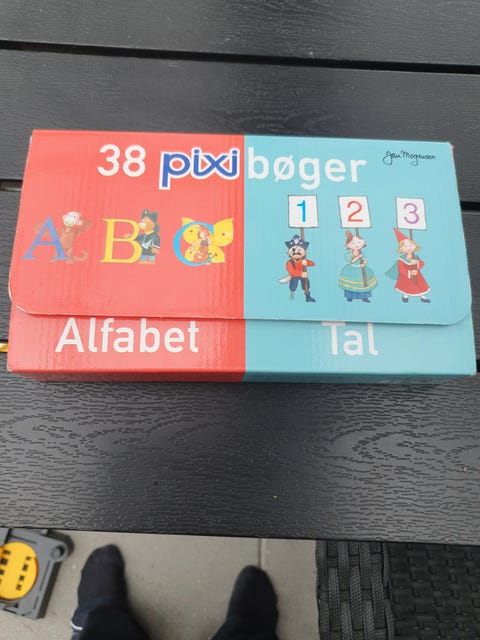 38 pixi bøger
Jan Mogensen
A B C
1 2 3
Alfabet Tal